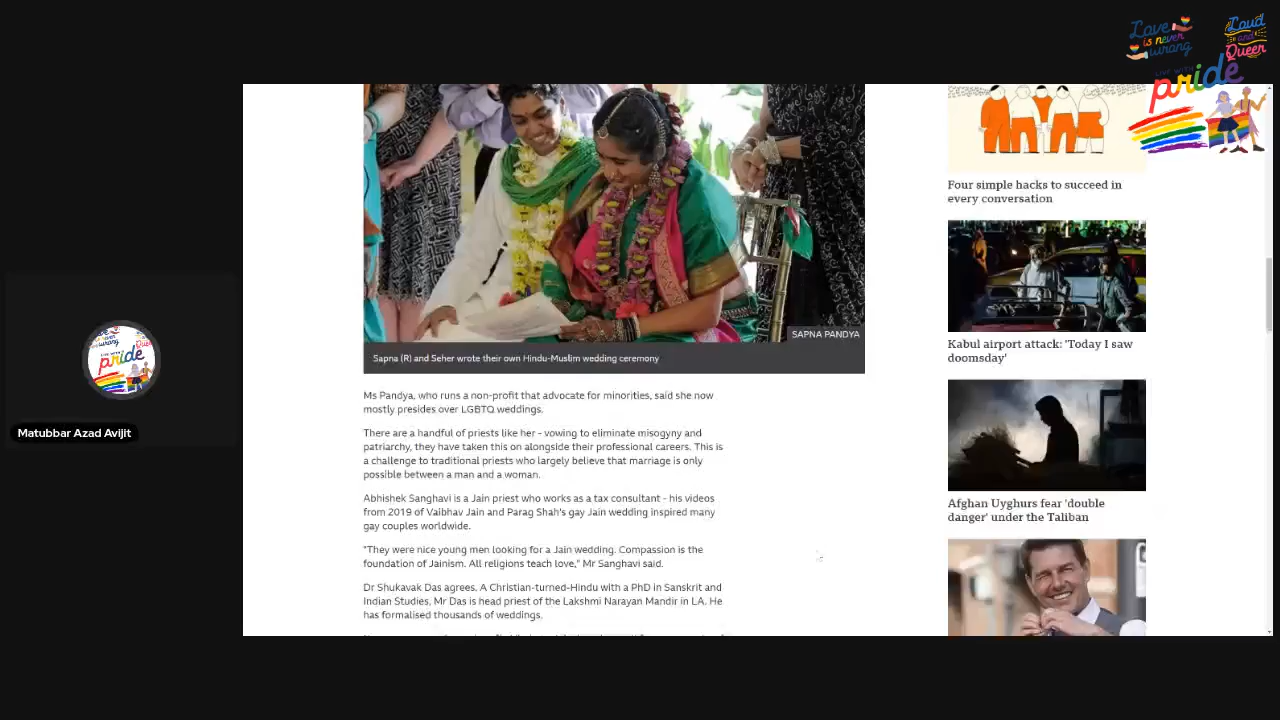 Love
is never
wrong
Loud
and
Queer
LIVE WITH
pride
SAPNA PANDYA
Sapna (R) and Seher wrote their own Hindu-Muslim wedding ceremony
Ms Pandya, who runs a non-profit that advocate for minorities, said she now
mostly presides over LGBTQ weddings.
There are a handful of priests like her - vowing to eliminate misogyny and
patriarchy, they have taken this on alongside their professional careers. This is
a challenge to traditional priests who largely believe that marriage is only
possible between a man and a woman.
Abhishek Sanghavi is a Jain priest who works as a tax consultant - his videos
from 2019 of Vaibhav Jain and Parag Shah's gay Jain wedding inspired many
gay couples worldwide.
"They were nice young men looking for a Jain wedding. Compassion is the
foundation of Jainism. All religions teach love," Mr Sanghavi said.
Dr Shukavak Das agrees. A Christian-turned-Hindu with a PhD in Sanskrit and
Indian Studies, Mr Das is head priest of the Lakshmi Narayan Mandir in LA. He
has formalised thousands of weddings.
Four simple hacks to succeed in
every conversation
Kabul airport attack: 'Today I saw
doomsday'
Afghan Uyghurs fear 'double
danger' under the Taliban
pride
Matubbar Azad Avijit